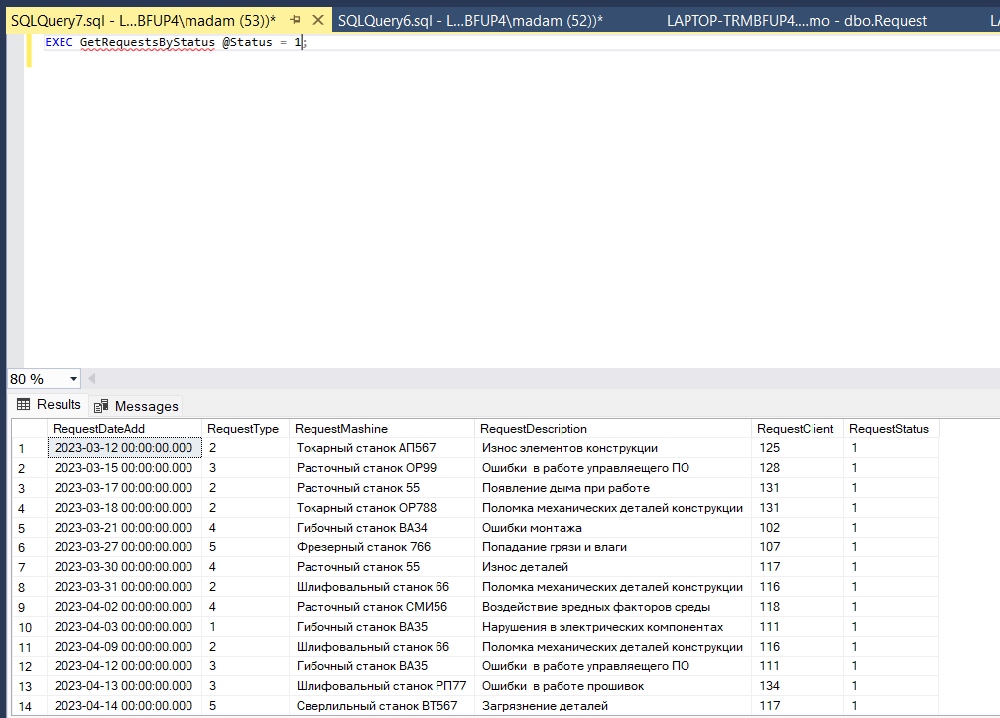 SQLQuery7.sql - L...BFUP4\madam (53))* SQLQuery6.sql - L...BFUP4\madam (52))* LAPTOP-TRMBFUP4....mo - dbo.Request LA
EXEC GetRequestsByStatus @Status = 1;
80 %
Results Messages
RequestDateAdd RequestType RequestMashine RequestDescription RequestClient RequestStatus
1 2023-03-12 00:00:00.000 2 Токарный станок АП567 Износ элементов конструкции 125 1
2 2023-03-15 00:00:00.000 3 Расточный станок ОР99 Ошибки  в работе управляещего ПО 128 1
3 2023-03-17 00:00:00.000 2 Расточный станок 55 Появление дыма при работе 131 1
4 2023-03-18 00:00:00.000 2 Токарный станок ОР788 Поломка механических деталей конструкции 131 1
5 2023-03-21 00:00:00.000 4 Гибочный станок ВА34 Ошибки монтажа 102 1
6 2023-03-27 00:00:00.000 5 Фрезерный станок 766 Попадание грязи и влаги 107 1
7 2023-03-30 00:00:00.000 4 Расточный станок 55 Износ деталей 117 1
8 2023-03-31 00:00:00.000 2 Шлифовальный станок 66 Поломка механических деталей конструкции 116 1
9 2023-04-02 00:00:00.000 4 Расточный станок СМИ56 Воздействие вредных факторов среды 118 1
10 2023-04-03 00:00:00.000 1 Гибочный станок ВА35 Нарушения в электрических компонентах 111 1
11 2023-04-09 00:00:00.000 2 Шлифовальный станок 66 Поломка механических деталей конструкции 116 1
12 2023-04-12 00:00:00.000 3 Гибочный станок ВА35 Ошибки  в работе управляещего ПО 111 1
13 2023-04-13 00:00:00.000 3 Шлифовальный станок РП77 Ошибки  в работе прошивок 134 1
14 2023-04-14 00:00:00.000 5 Сверлильный станок ВТ567 Загрязнение деталей 117 1